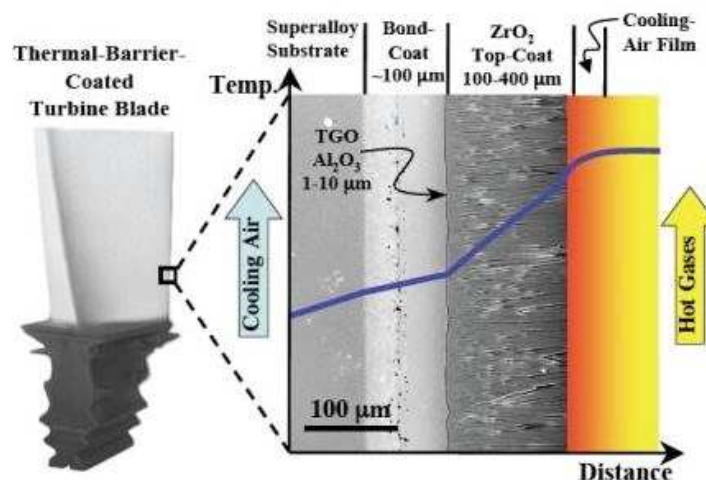 Thermal-Barrier-
Coated
Turbine Blade
Temp.
Superalloy
Substrate
Bond-
Coat
~100 μm
ZrO₂
Top-Coat
100-400 μm
Cooling-
Air Film
TGO
Al₂O₃
1-10 μm
Cooling Air
Hot Gases
100 μm
Distance